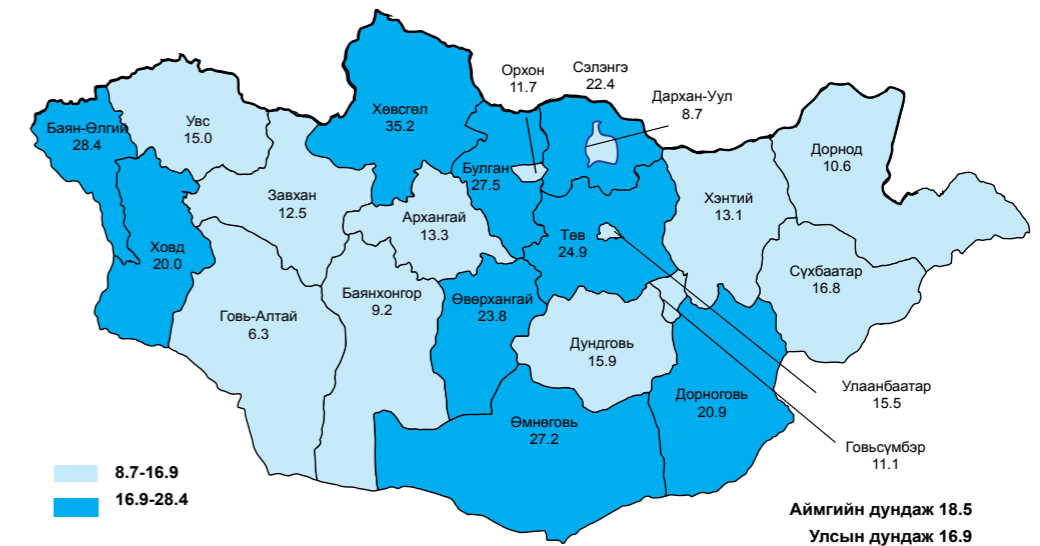 Орхон
11.7
Сэлэнгэ
22.4
Дархан-Уул
8.7
Хөвсгөл
35.2
Увс
15.0
Баян-Өлгий
28.4
Дорнод
10.6
Булган
27.5
Завхан
12.5
Хэнтий
13.1
Архангай
13.3
Төв
24.9
Ховд
20.0
Сүхбаатар
16.8
Баянхонгор
9.2
Өвөрхангай
23.8
Говь-Алтай
6.3
Дундговь
15.9
Улаанбаатар
15.5
Дорноговь
20.9
Өмнөговь
27.2
Говьсүмбэр
11.1
8.7-16.9
16.9-28.4
Аймгийн дундаж 18.5
Улсын дундаж 16.9